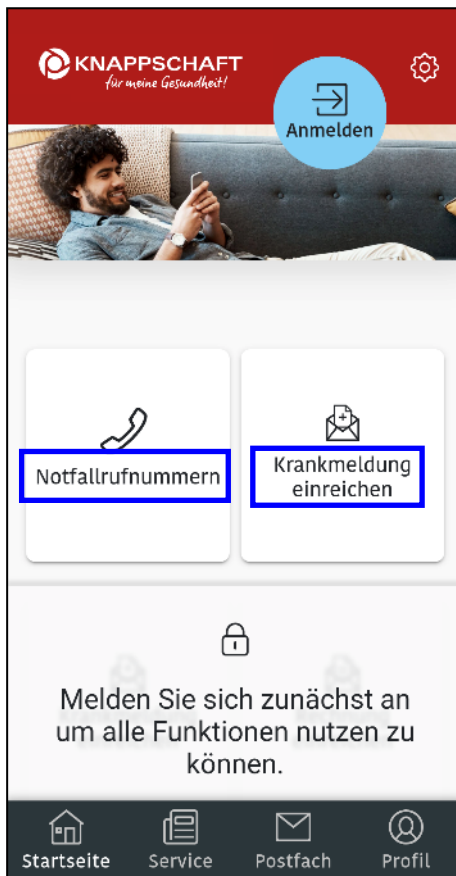 KNAPPSCHAFT
für meine Gesundheit!
Anmelden
Notfallrufnummern
Krankmeldung
einreichen
Melden Sie sich zunächst an
um alle Funktionen nutzen zu
können.
Startseite
Service
Postfach
Profil